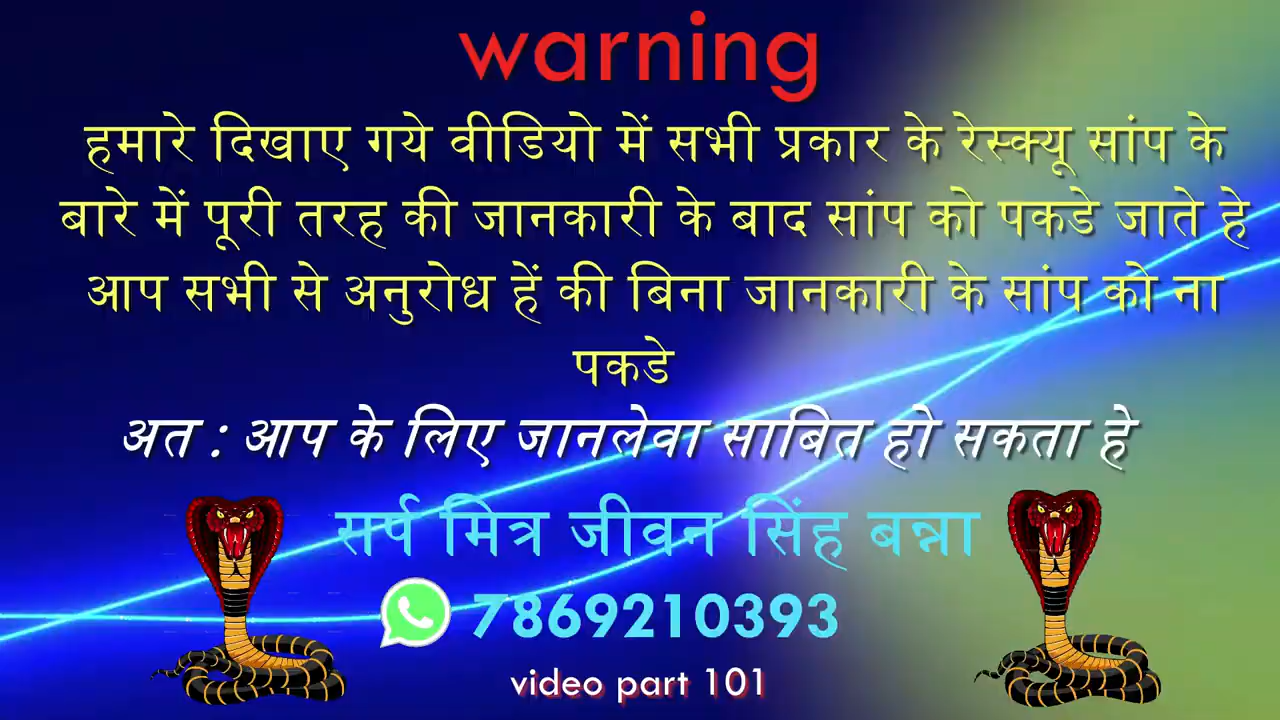 warning
हमारे दिखाए गये वीडियो में सभी प्रकार के रेस्क्यू सांप के
बारे में पूरी तरह की जानकारी के बाद सांप को पकडे जाते हे
आप सभी से अनुरोध हें की बिना जानकारी के सांप को ना
पकडे
अत : आप के लिए जानलेवा साबित हो सकता हे
सर्प मित्र जीवन सिंह बन्ना
7869210393
video part 101